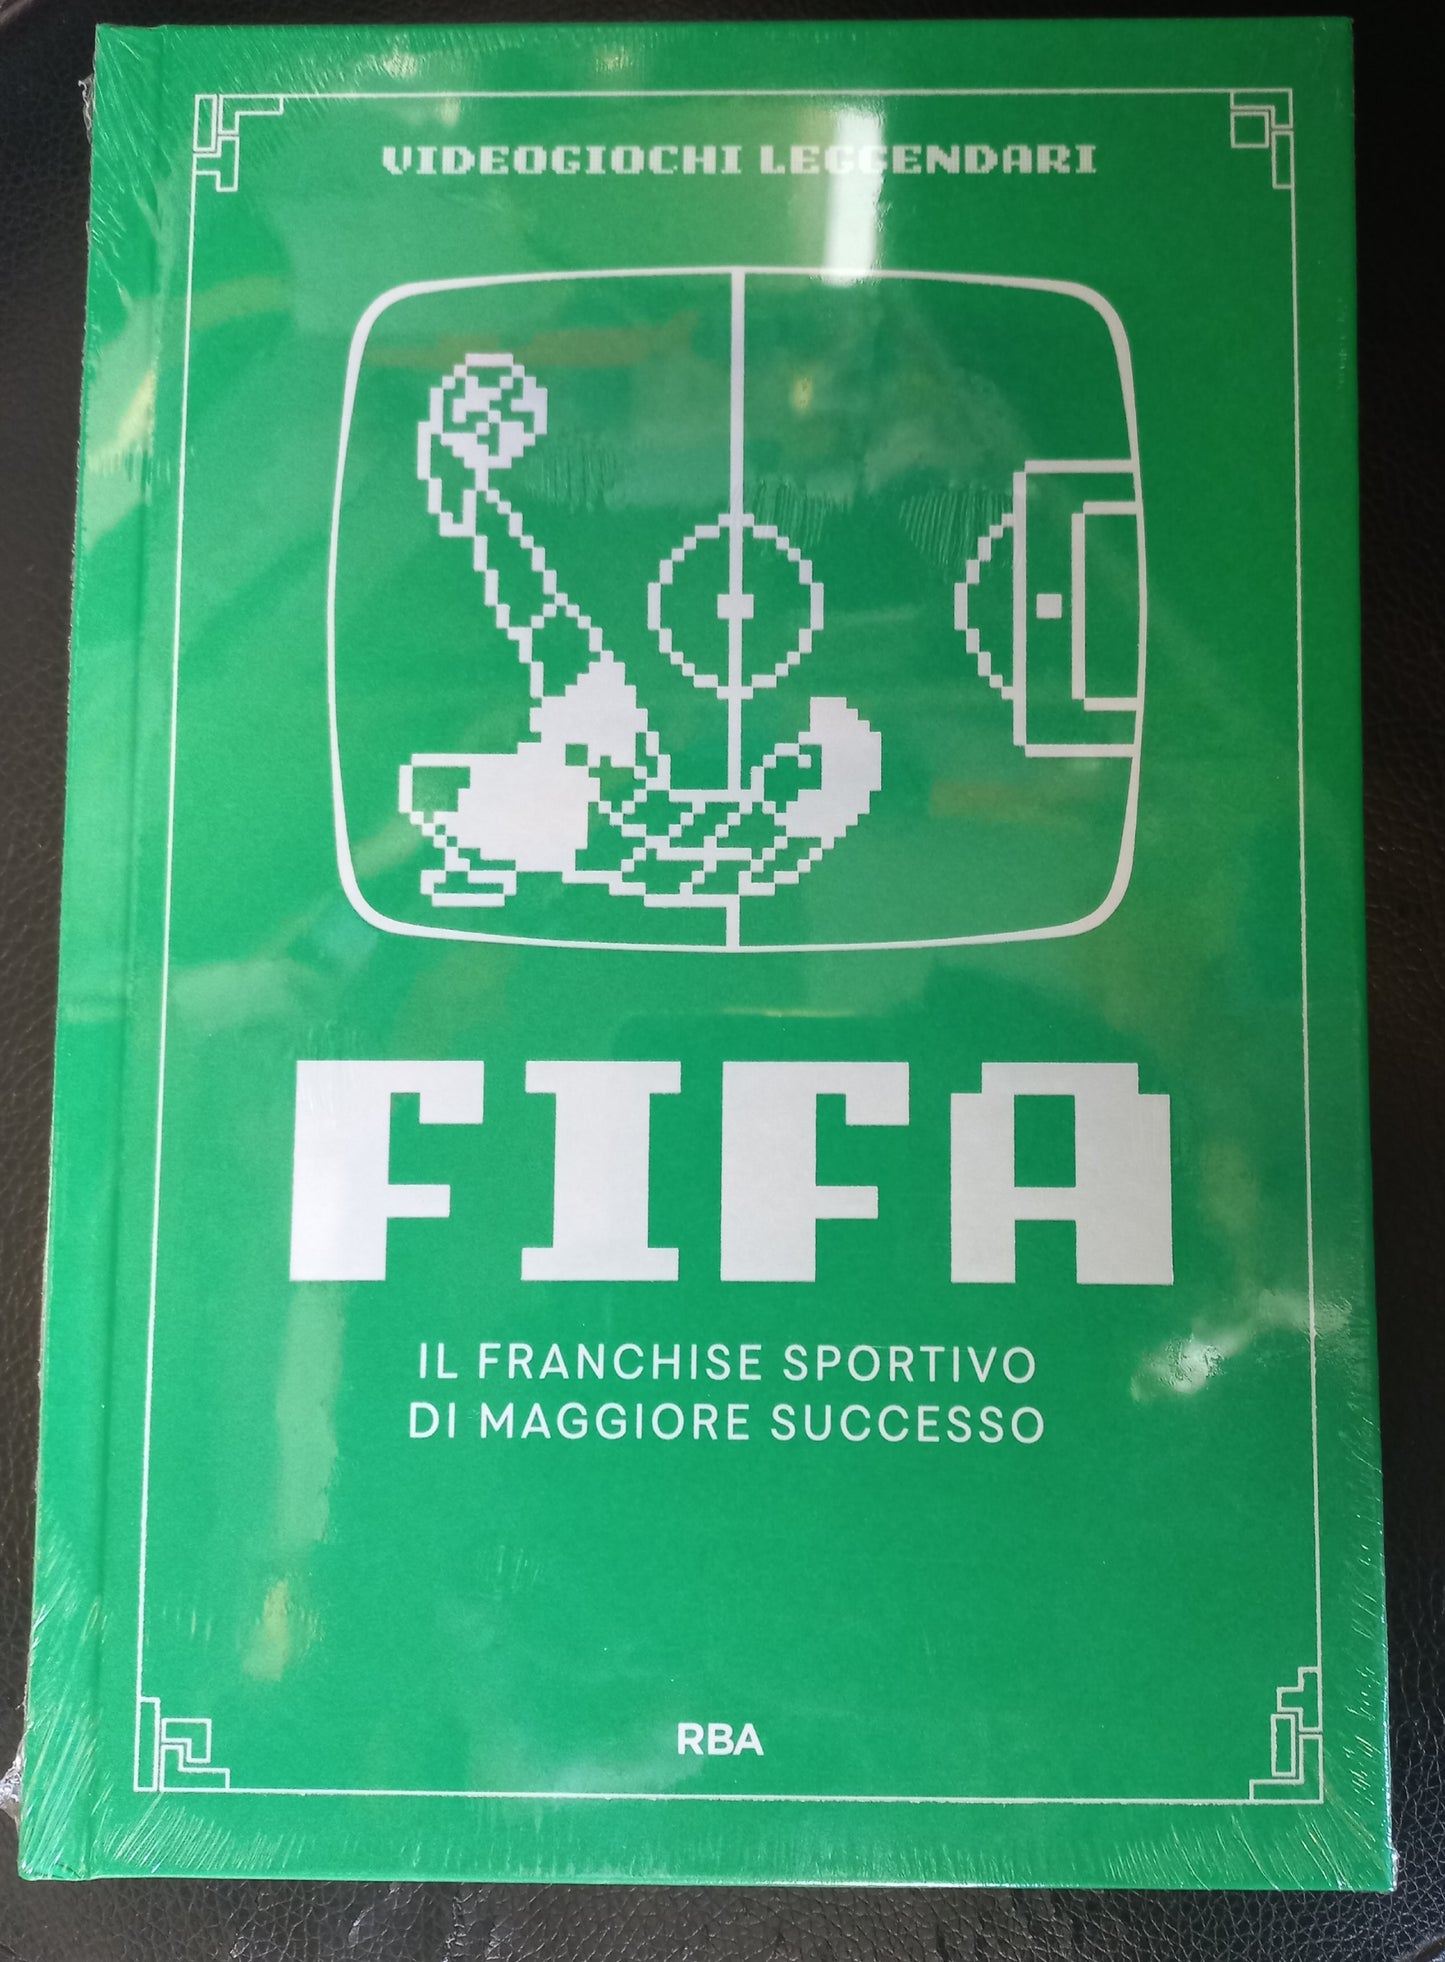 VIDEOGIOCHI LEGGENDARI
FIFA
IL FRANCHISE SPORTIVO
DI MAGGIORE SUCCESSO
RBA